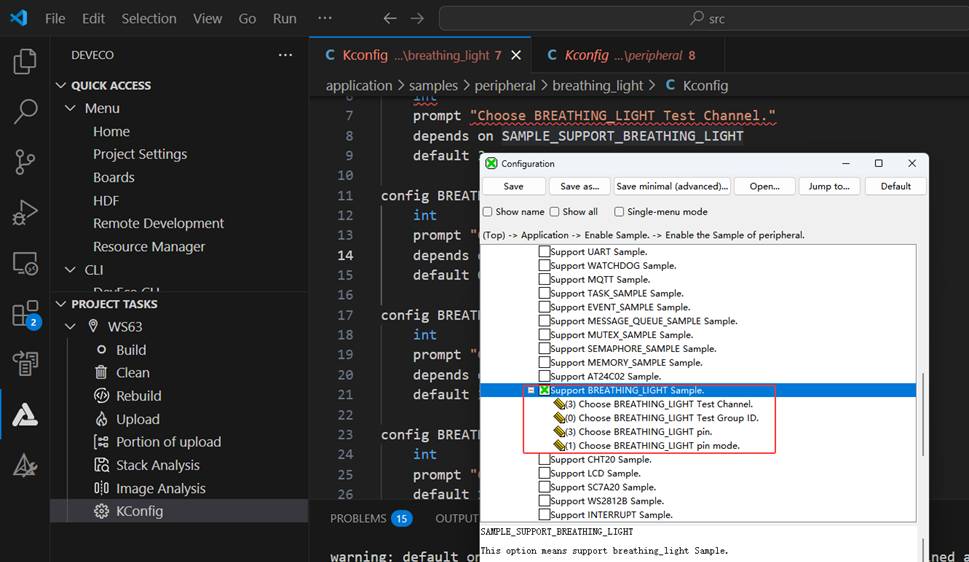 File Edit Selection View Go Run ··· src
DEVECO ···
QUICK ACCESS
Menu
Home
Project Settings
Boards
HDF
Remote Development
Resource Manager
CLI
PROJECT TASKS
WS63
Build
Clean
Rebuild
Upload
Portion of upload
Stack Analysis
Image Analysis
KConfig
2
C Kconfig ...\breathing_light 7 C Kconfig ...\peripheral 8
application > samples > peripheral > breathing_light > C Kconfig
int
7 prompt "Choose BREATHING_LIGHT Test Channel."
8 depends on SAMPLE_SUPPORT_BREATHING_LIGHT
9 default
10
11 config BREATH
12 int
13 prompt "
14 depends
15 default
16
17 config BREATH
18 int
19 prompt "
20 depends
21 default
22
23 config BREATH
24 int
25 prompt "
26 default
PROBLEMS 15 OUTPUT
warning: default on
ned a
Configuration
Save Save as... Save minimal (advanced)... Open... Jump to... Default
Show name Show all Single-menu mode
(Top) -> Application -> Enable Sample. -> Enable the Sample of peripheral.
Support UART Sample.
Support WATCHDOG Sample.
Support MQTT Sample.
Support TASK_SAMPLE Sample.
Support EVENT_SAMPLE Sample.
Support MESSAGE_QUEUE_SAMPLE Sample.
Support MUTEX_SAMPLE Sample.
Support SEMAPHORE_SAMPLE Sample.
Support MEMORY_SAMPLE Sample.
Support AT24C02 Sample.
Support BREATHING_LIGHT Sample.
(3) Choose BREATHING_LIGHT Test Channel.
(0) Choose BREATHING_LIGHT Test Group ID.
(3) Choose BREATHING_LIGHT pin.
(1) Choose BREATHING_LIGHT pin mode.
Support CHT20 Sample.
Support LCD Sample.
Support SC7A20 Sample.
Support WS2812B Sample.
Support INTERRUPT Sample.
SAMPLE_SUPPORT_BREATHING_LIGHT
This option means support breathing_light Sample.